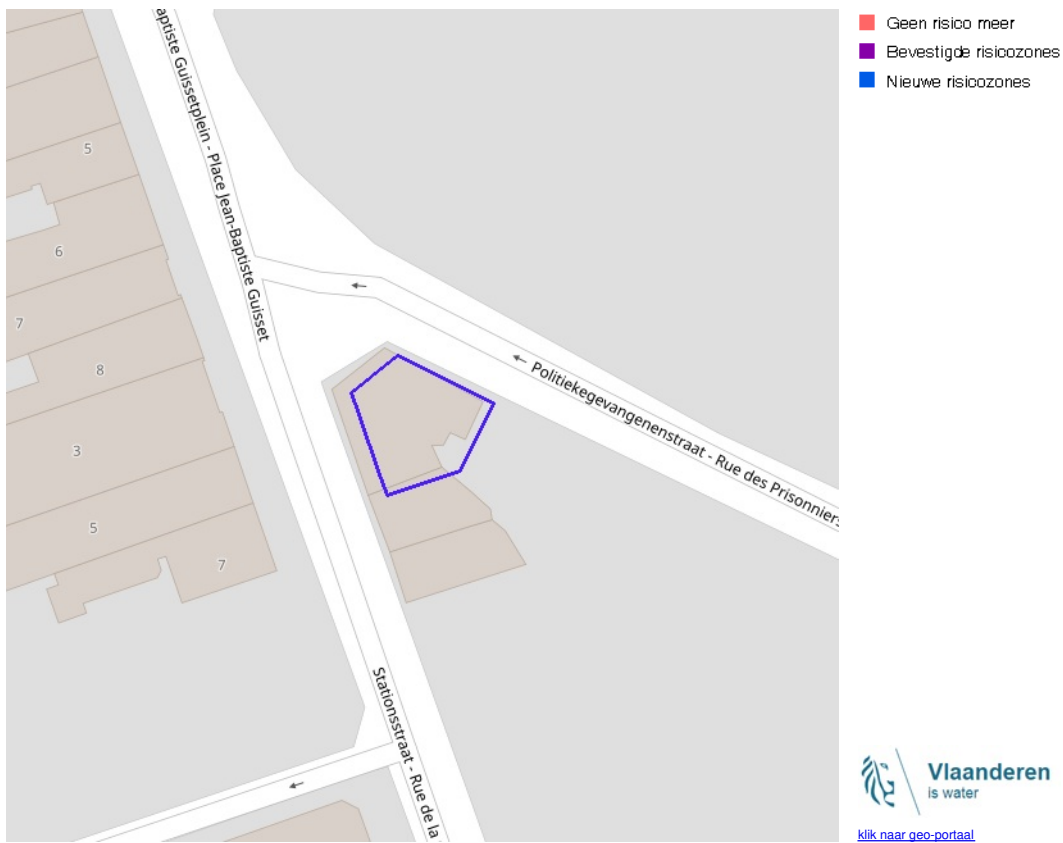 Geen risico meer
Bevestigde risicozones
Nieuwe risicozones
aptiste Guissetplein - Place Jean-Baptiste Guisset
5
6
7
8
3
5
7
Politiekegevangenenstraat - Rue des Prisonniers
Stationsstraat - Rue de la
Vlaanderen
is water
klik naar geo-portaal